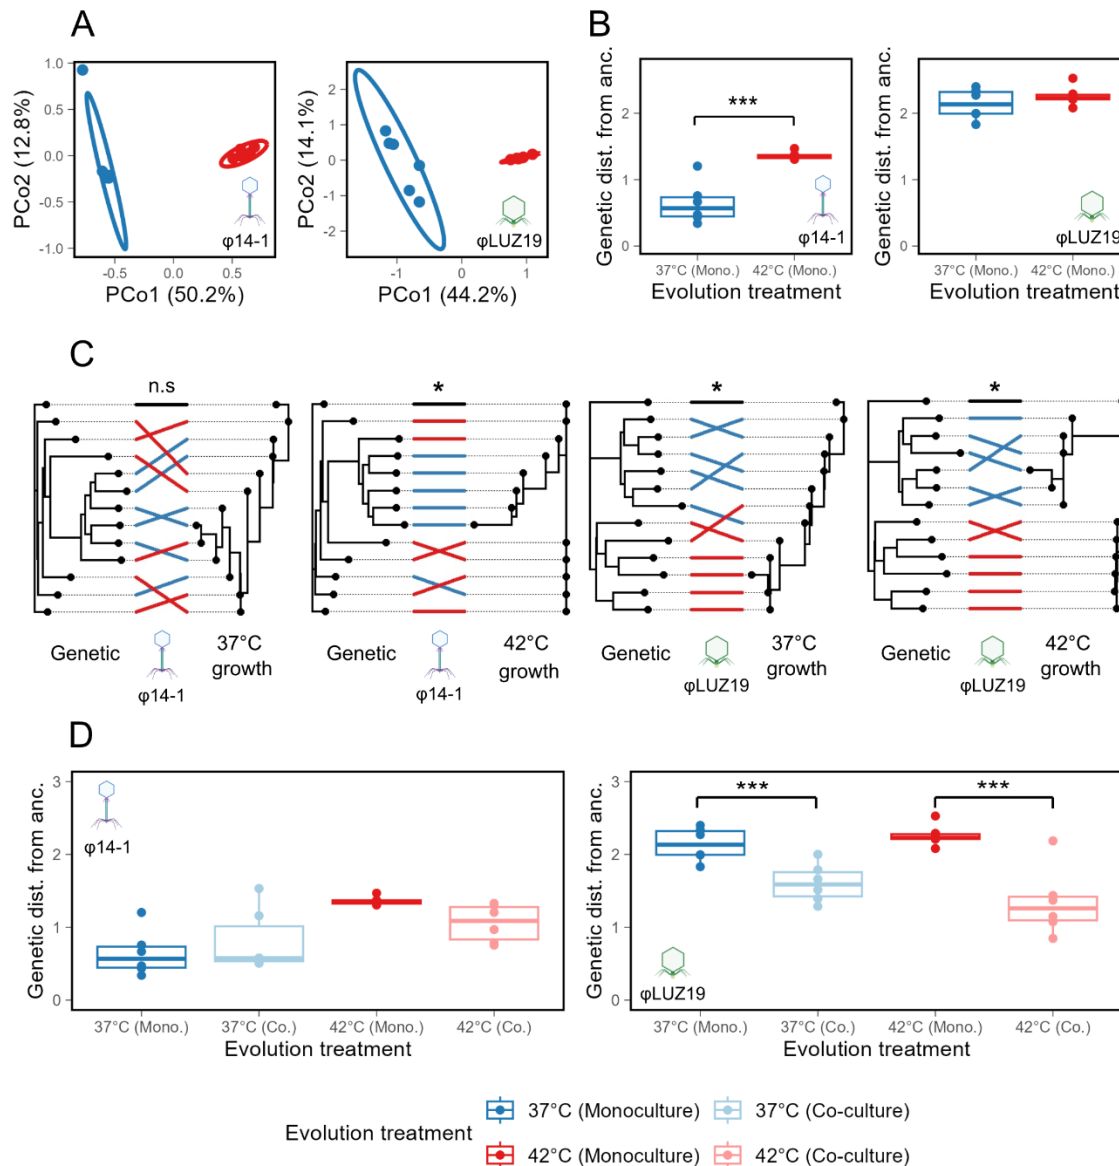 A
B
PCo2 (12.8%)
1.0
0.5
0.0
-0.5
-1.0
-0.5
0.0
0.5
PCo1 (50.2%)
φ14-1
PCo2 (14.1%)
2
1
0
-1
-2
-1
0
1
PCo1 (44.2%)
φLUZ19
Genetic dist. from anc.
2
1
0
***
φ14-1
37°C (Mono.) 42°C (Mono.)
Evolution treatment
Genetic dist. from anc.
2
1
0
φLUZ19
37°C (Mono.) 42°C (Mono.)
Evolution treatment
C
n.s
*
*
*
Genetic
φ14-1
37°C
growth
Genetic
φ14-1
42°C
growth
Genetic
φLUZ19
37°C
growth
Genetic
φLUZ19
42°C
growth
D
Genetic dist. from anc.
3
2
1
0
φ14-1
37°C (Mono.) 37°C (Co.) 42°C (Mono.) 42°C (Co.)
Evolution treatment
Genetic dist. from anc.
3
2
1
0
***
***
φLUZ19
37°C (Mono.) 37°C (Co.) 42°C (Mono.) 42°C (Co.)
Evolution treatment
Evolution treatment
37°C (Monoculture) 37°C (Co-culture)
42°C (Monoculture) 42°C (Co-culture)